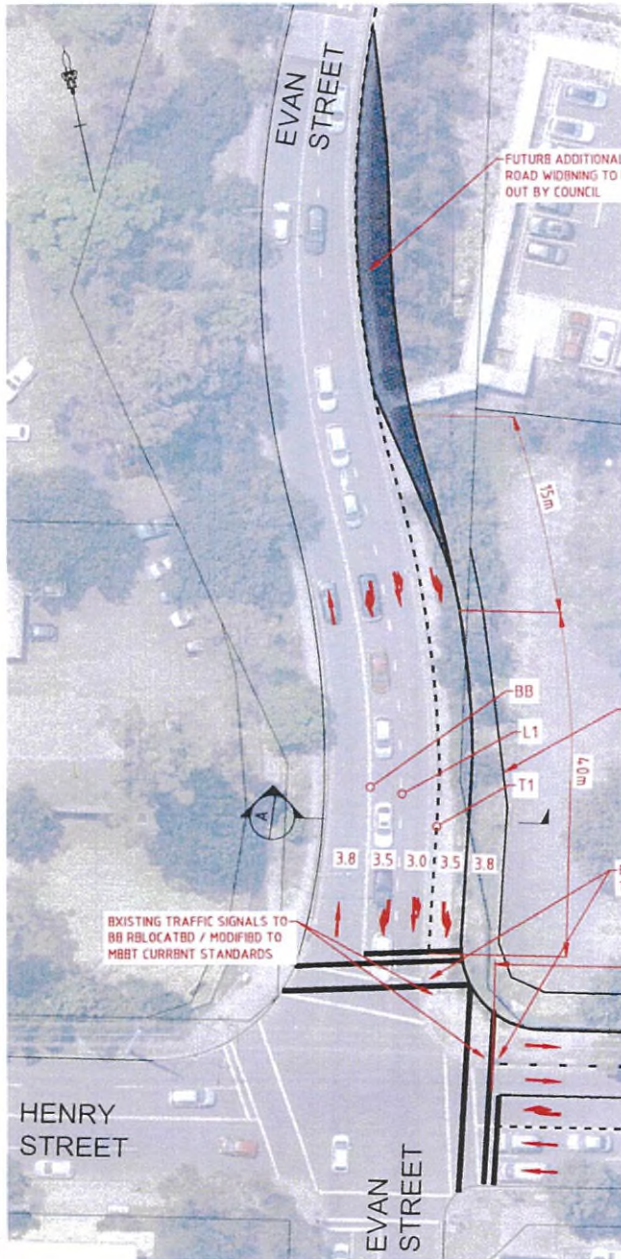 EVAN
STREET
FUTURB ADDITIONAL
ROAD WIDBNING TO
OUT BY COUNCIL
15m
BB
L1
T1
40m
A
3.8 3.5 3.0 3.5 3.8
BXISTING TRAFFIC SIGNALS TO
BB RBLOCATBD / MODIFIBD TO
MBBT CURRBNT STANDARDS
HENRY
STREET
EVAN
STREET